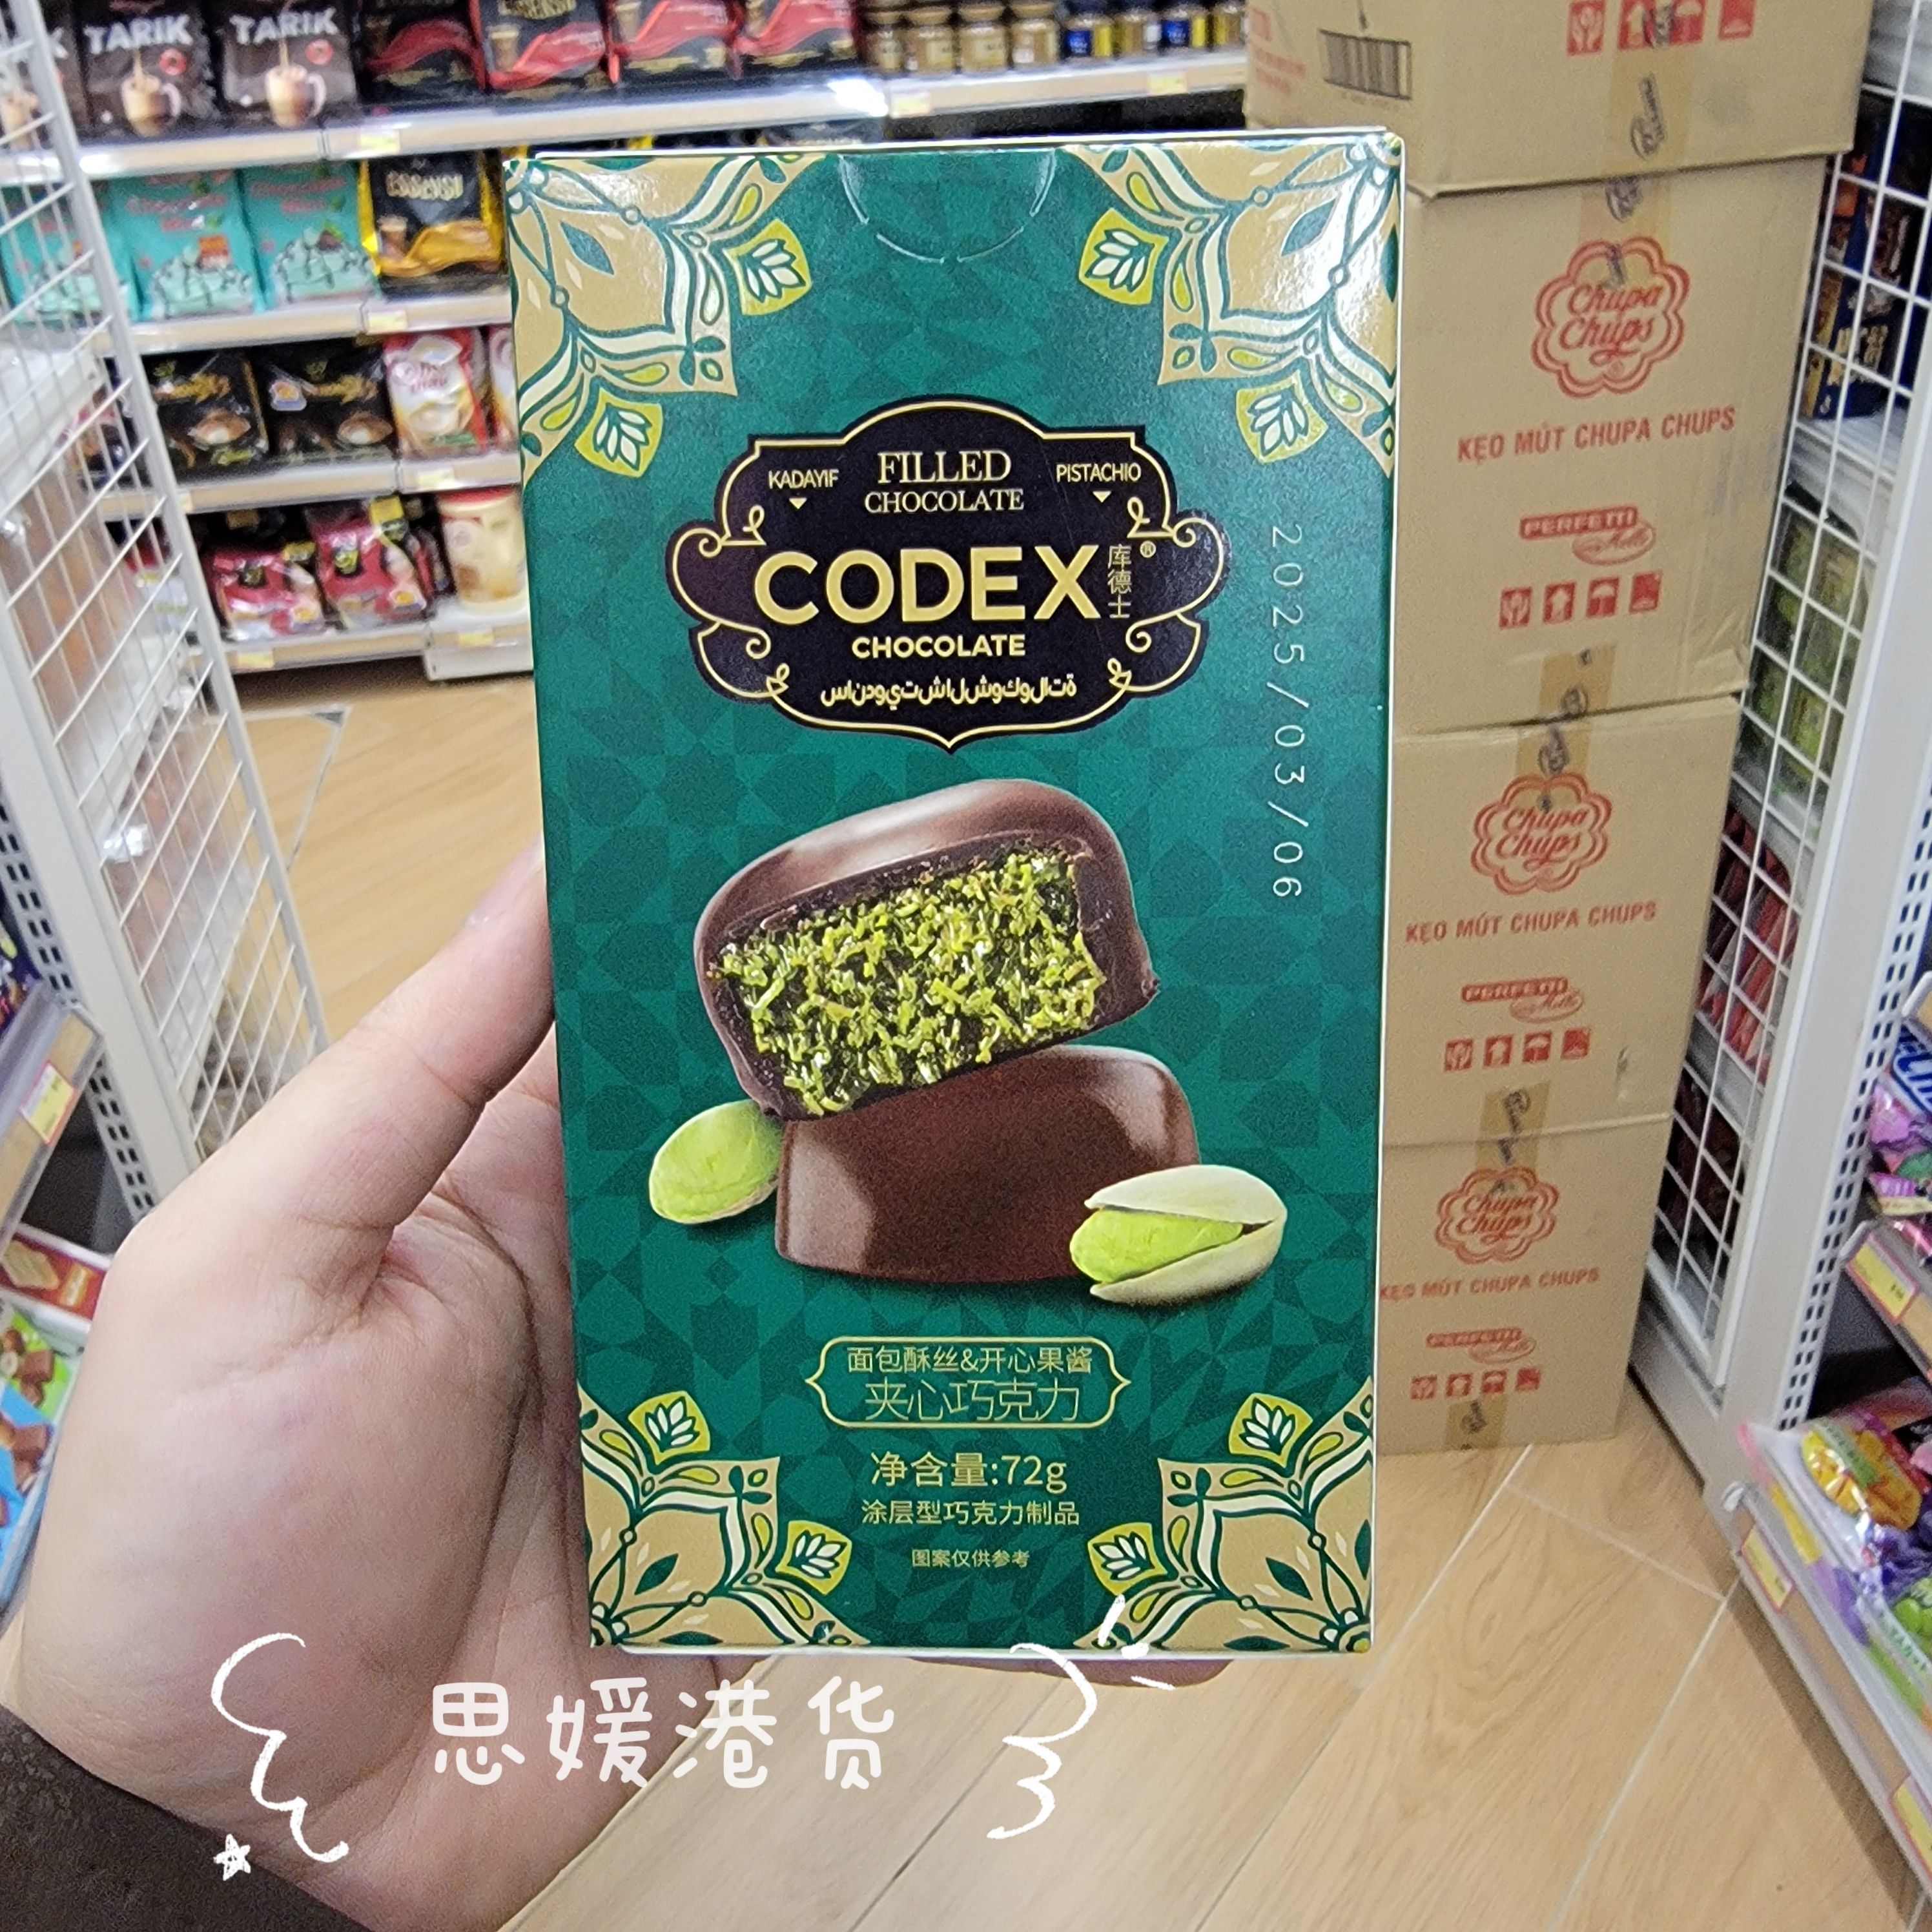 TARIK
TARIK
ESSENSO
KADAYIF
FILLED
CHOCOLATE
PISTACHIO
CODEX
库德士®
CHOCOLATE
2025/03/06
面包酥丝&开心果酱
夹心巧克力
净含量:72g
涂层型巧克力制品
图案仅供参考
Chupa
Chups
KẸO MÚT CHUPA CHUPS
PERFETTI
Chupa
Chups
KẸO MÚT CHUPA CHUPS
PERFETTI
Chupa
Chups
KẸO MÚT CHUPA CHUPS
PERFETTI
思媛港货